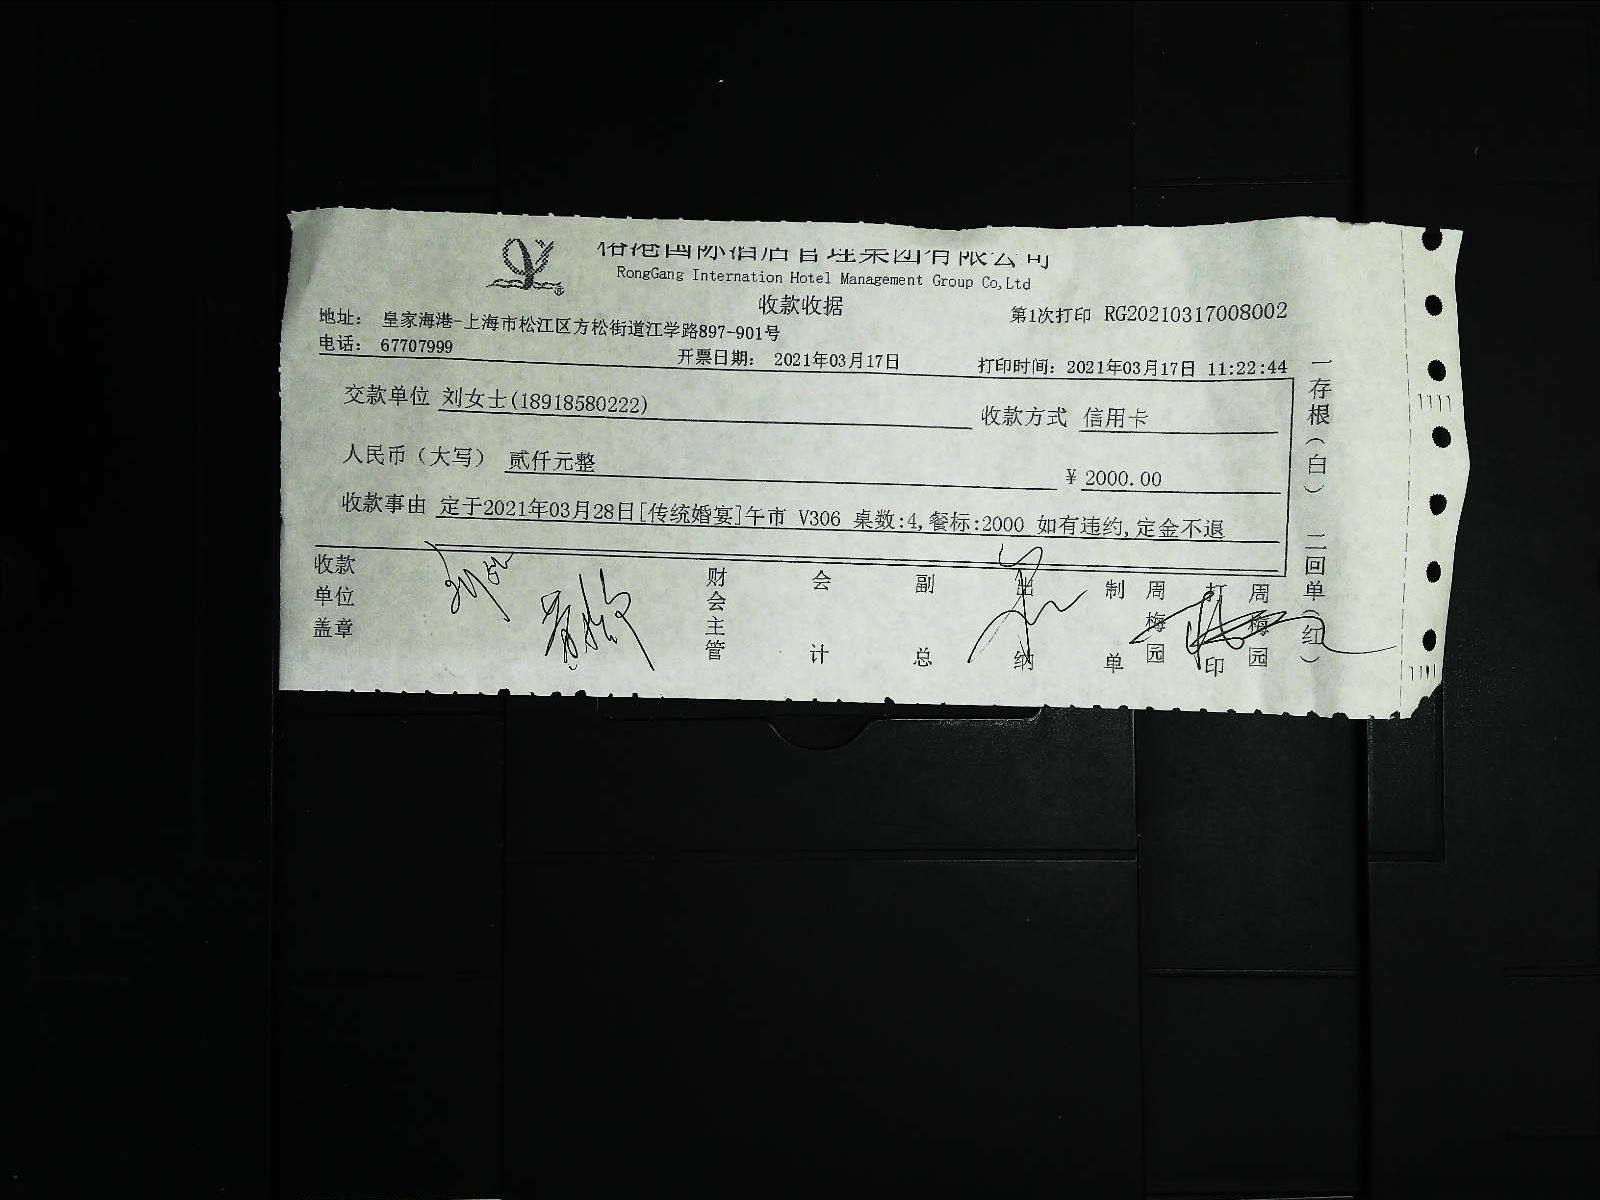 榕港国际酒店管理集团有限公司
RongGang Internation Hotel Management Group Co,Ltd
收款收据
第1次打印 RG20210317008002
地址： 皇家海港-上海市松江区方松街道江学路897-901号
电话： 67707999
开票日期： 2021年03月17日
打印时间：2021年03月17日 11:22:44
交款单位 刘女士(18918580222)
收款方式 信用卡
人民币（大写） 贰仟元整
¥ 2000.00
收款事由 定于2021年03月28日[传统婚宴]午市 V306 桌数:4,餐标:2000 如有违约,定金不退
收款单位盖章
财会主管
会计
副总
出纳
制单
周梅园
打印
周梅园
一存根（白） 二回单（红）